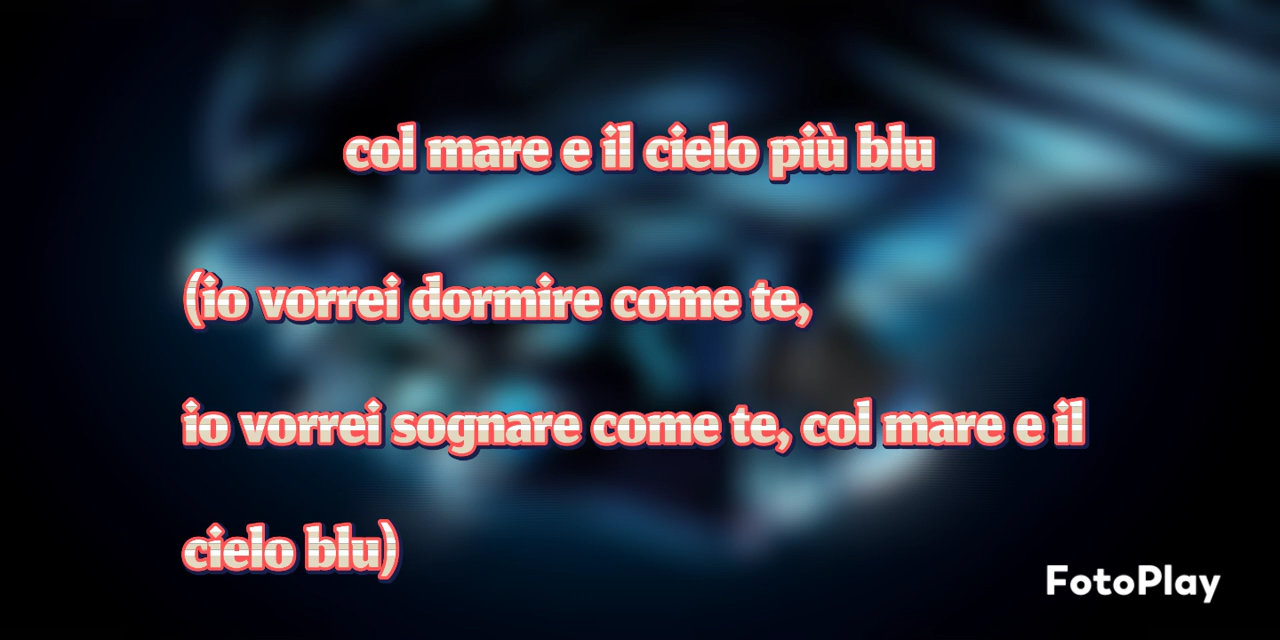 col mare e il cielo più blu
(io vorrei dormire come te,
io vorrei sognare come te, col mare e il
cielo blu)
FotoPlay